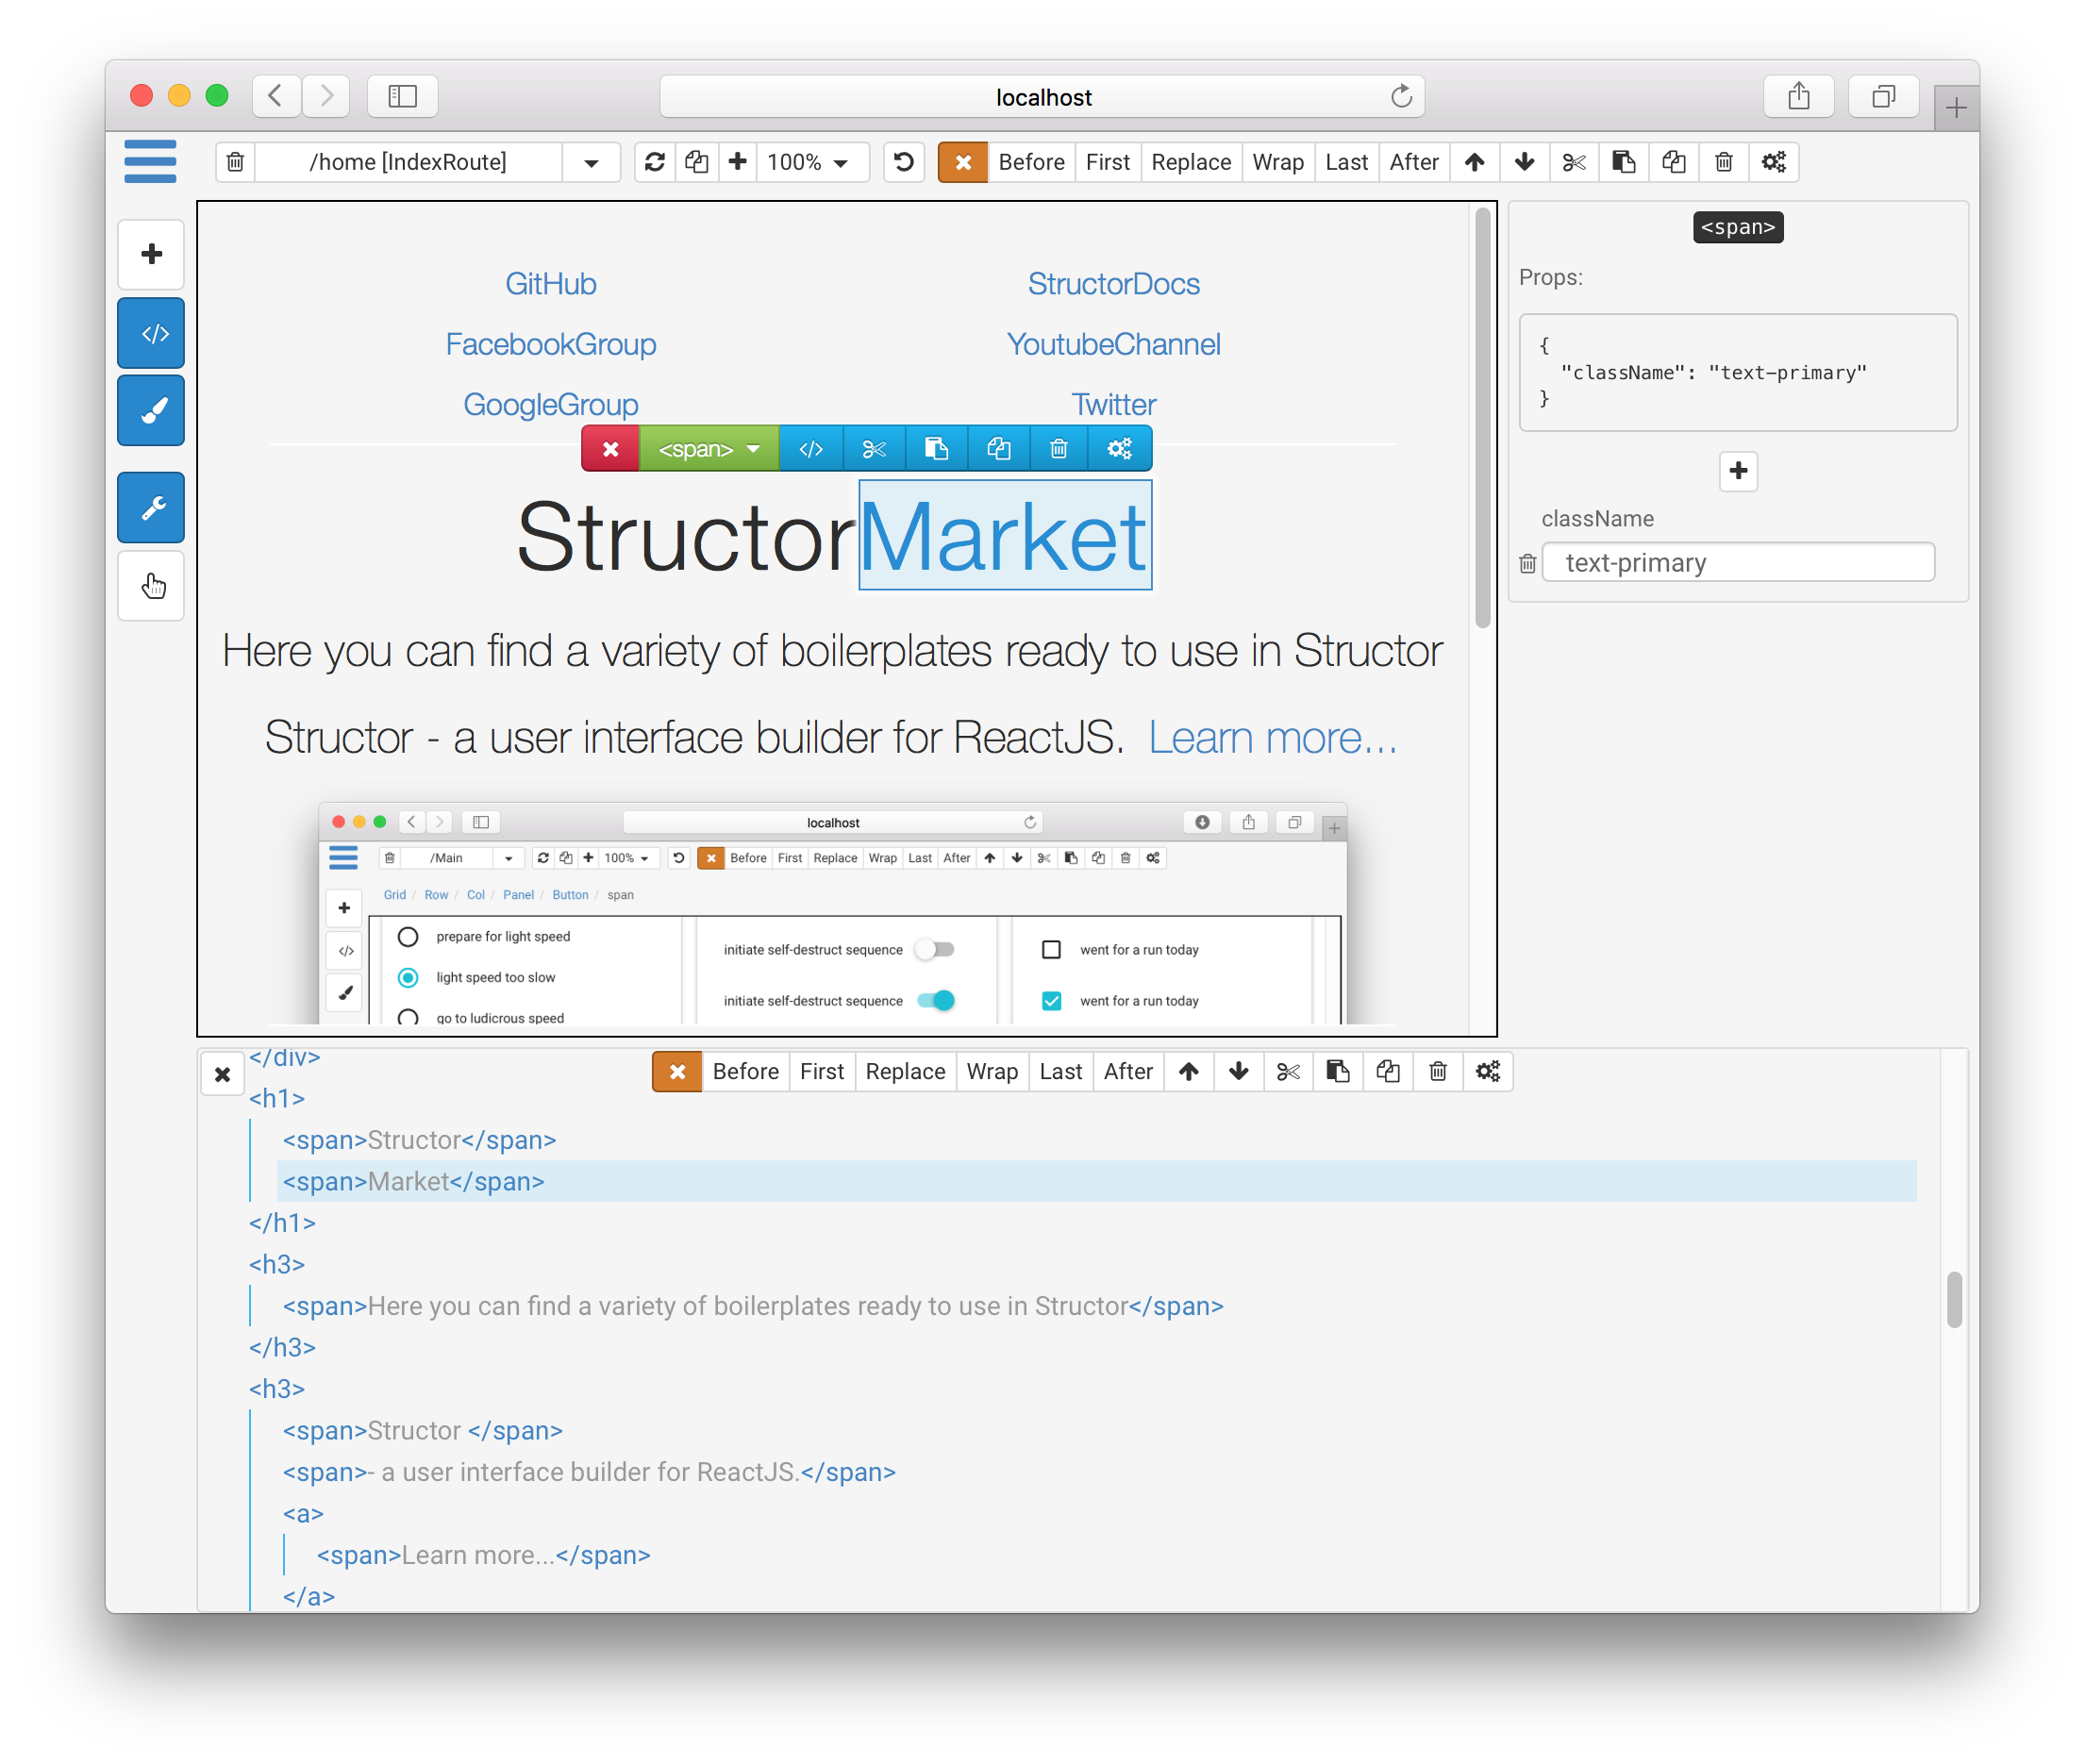 localhost
/home [IndexRoute]
100%
Before First Replace Wrap Last After
GitHub
StructorDocs
FacebookGroup
YoutubeChannel
GoogleGroup
Twitter
<span>
</>
StructorMarket
Here you can find a variety of boilerplates ready to use in Structor
Structor - a user interface builder for ReactJS. Learn more...
localhost
/Main
100%
Before First Replace Wrap Last After
Grid / Row / Col / Panel / Button / span
prepare for light speed
light speed too slow
go to ludicrous speed
initiate self-destruct sequence
initiate self-destruct sequence
went for a run today
went for a run today
</>
</>
<span>
Props:
{
"className": "text-primary"
}
className
text-primary
Before First Replace Wrap Last After
</div>
<h1>
<span>Structor</span>
<span>Market</span>
</h1>
<h3>
<span>Here you can find a variety of boilerplates ready to use in Structor</span>
</h3>
<h3>
<span>Structor </span>
<span>- a user interface builder for ReactJS.</span>
<a>
<span>Learn more...</span>
</a>